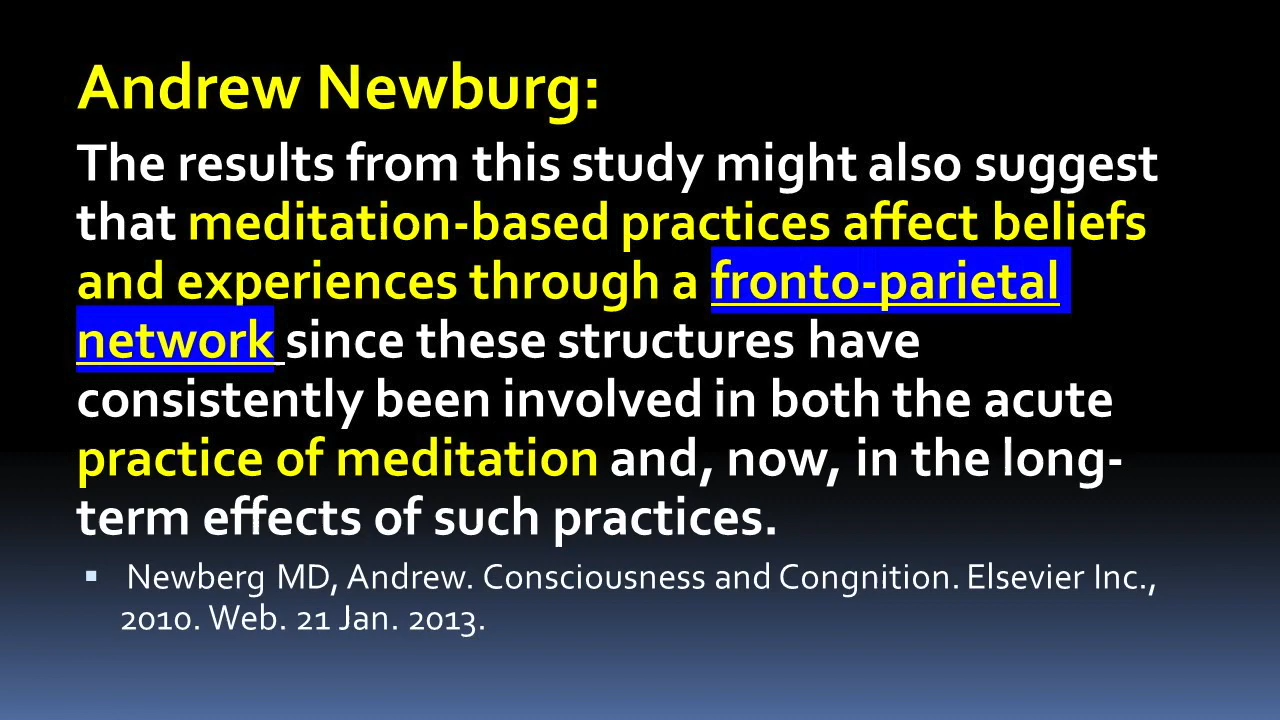 Andrew Newburg:
The results from this study might also suggest
that meditation-based practices affect beliefs
and experiences through a fronto-parietal
network since these structures have
consistently been involved in both the acute
practice of meditation and, now, in the long-
term effects of such practices.
▪ Newberg MD, Andrew. Consciousness and Congnition. Elsevier Inc.,
2010. Web. 21 Jan. 2013.